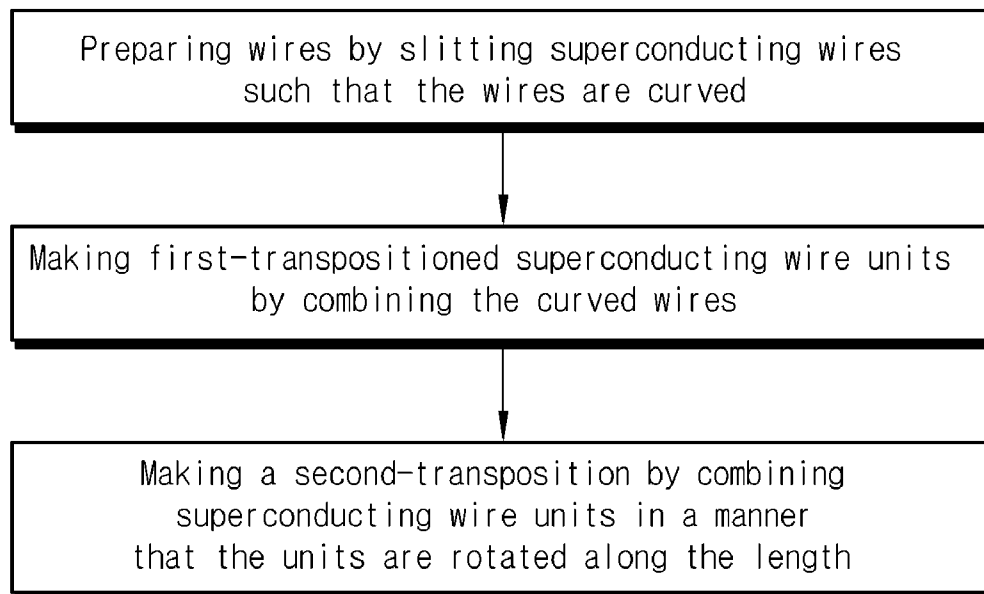 Preparing wires by slitting superconducting wires
such that the wires are curved
Making first-transpositioned superconducting wire units
by combining the curved wires
Making a second-transposition by combining
superconducting wire units in a manner
that the units are rotated along the length